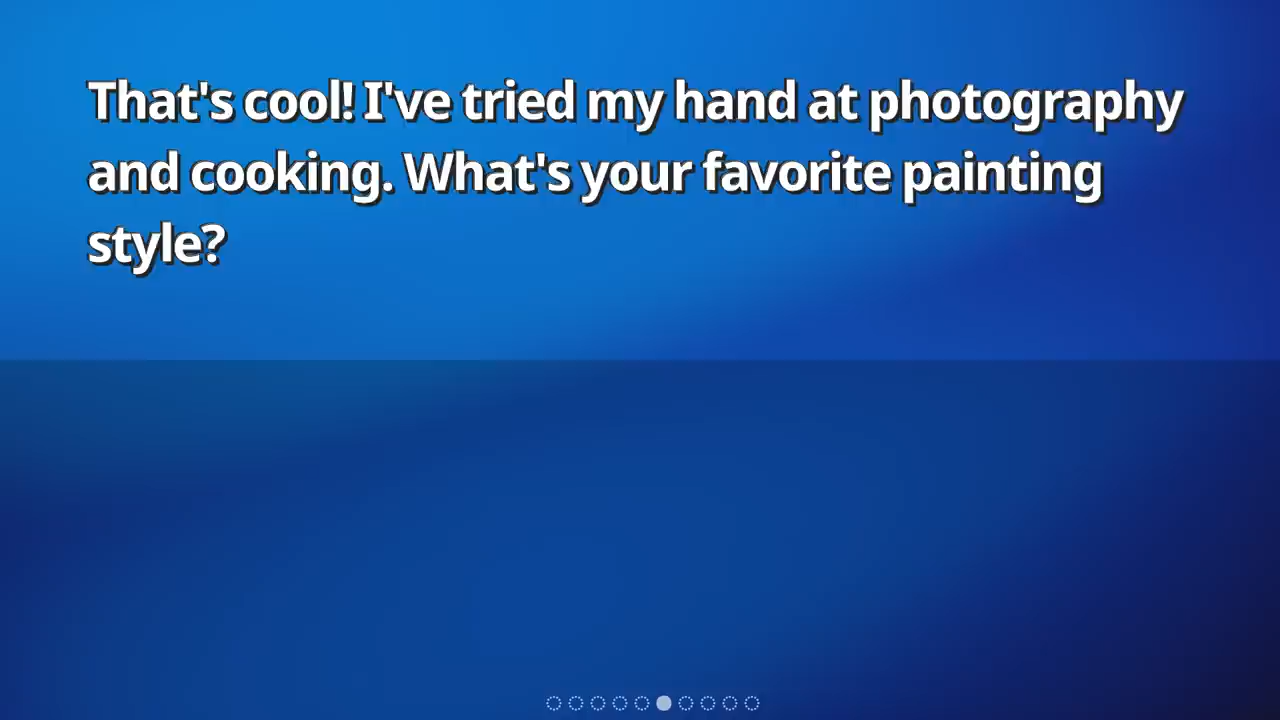 That's cool! I've tried my hand at photography
and cooking. What's your favorite painting
style?